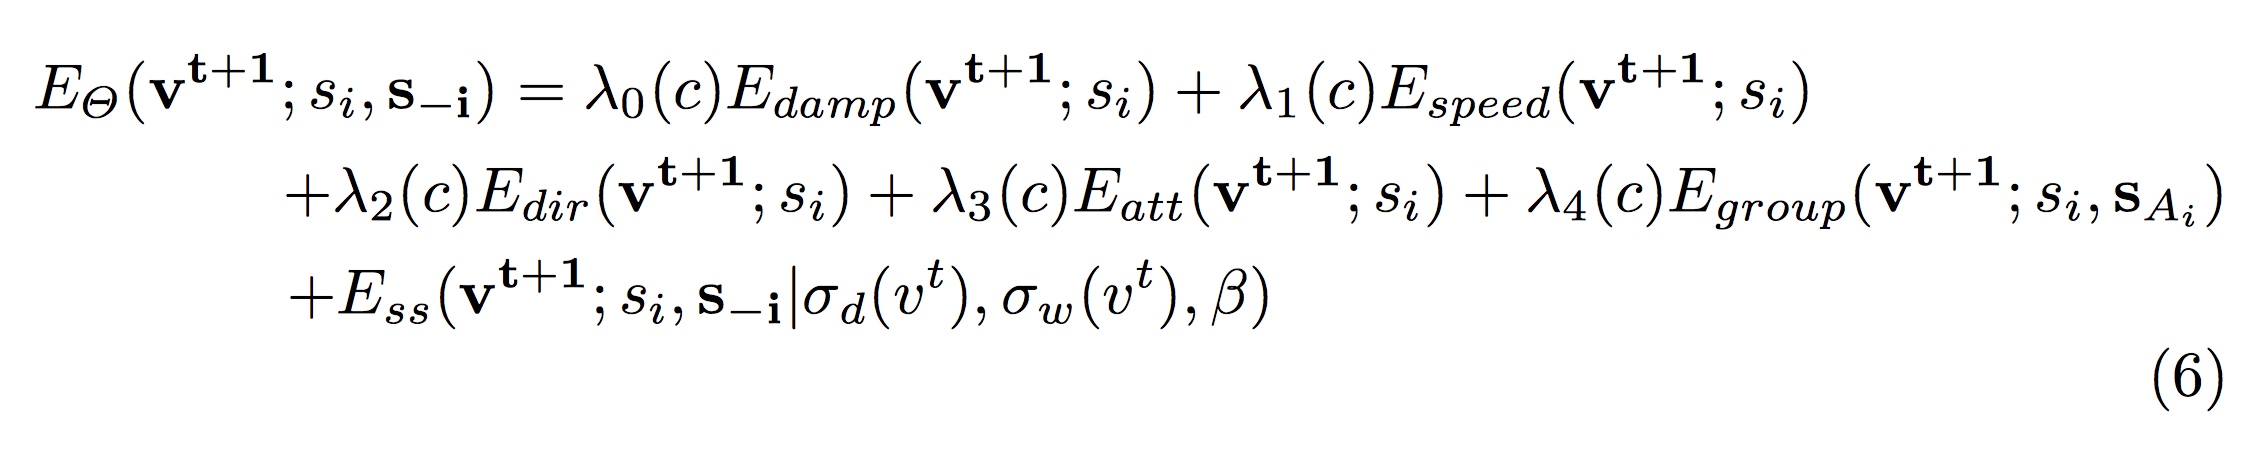 E_Θ(𝐯^{𝐭+𝟏}; s_i, 𝐬_{−𝐢}) = λ_0(c)E_{damp}(𝐯^{𝐭+𝟏}; s_i) + λ_1(c)E_{speed}(𝐯^{𝐭+𝟏}; s_i)
+λ_2(c)E_{dir}(𝐯^{𝐭+𝟏}; s_i) + λ_3(c)E_{att}(𝐯^{𝐭+𝟏}; s_i) + λ_4(c)E_{group}(𝐯^{𝐭+𝟏}; s_i, 𝐬_{A_i})
+E_{ss}(𝐯^{𝐭+𝟏}; s_i, 𝐬_{−𝐢}|σ_d(v^t), σ_w(v^t), β)
(6)